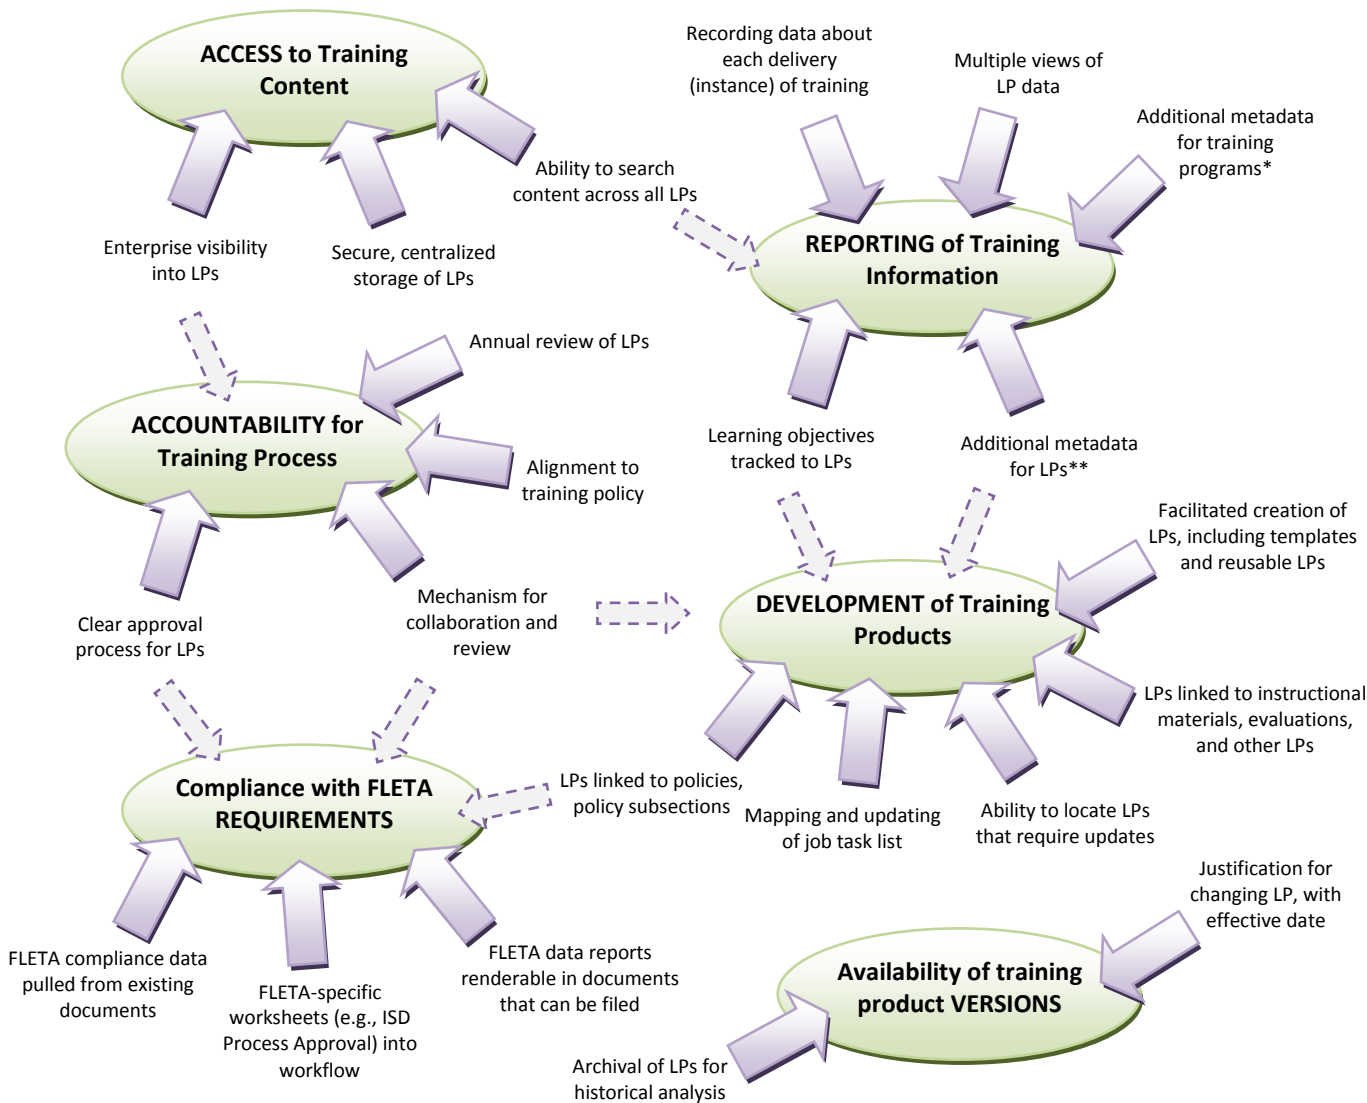 ACCESS to Training
Content
Enterprise visibility
into LPs
Secure, centralized
storage of LPs
Ability to search
content across all LPs
Recording data about
each delivery
(instance) of training
Multiple views of
LP data
Additional metadata
for training
programs*
REPORTING of Training
Information
Learning objectives
tracked to LPs
Additional metadata
for LPs**
ACCOUNTABILITY for
Training Process
Annual review of LPs
Alignment to
training policy
Clear approval
process for LPs
Mechanism for
collaboration and
review
DEVELOPMENT of Training
Products
Facilitated creation of
LPs, including templates
and reusable LPs
LPs linked to instructional
materials, evaluations,
and other LPs
LPs linked to policies,
policy subsections
Mapping and updating
of job task list
Ability to locate LPs
that require updates
Compliance with FLETA
REQUIREMENTS
FLETA compliance data
pulled from existing
documents
FLETA-specific
worksheets (e.g., ISD
Process Approval) into
workflow
FLETA data reports
renderable in documents
that can be filed
Availability of training
product VERSIONS
Justification for
changing LP, with
effective date
Archival of LPs for
historical analysis